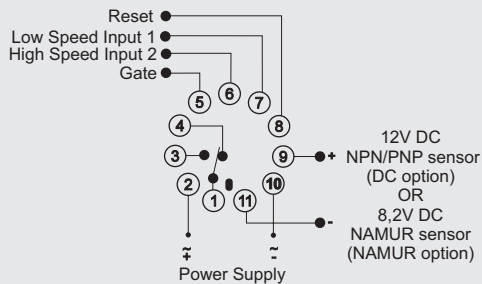 Reset
Low Speed Input 1
High Speed Input 2
Gate
5
6
7
8
4
3
9
+
2
1
11
10
-
12V DC
NPN/PNP sensor
(DC option)
OR
8,2V DC
NAMUR sensor
(NAMUR option)
~
+
~
-
Power Supply